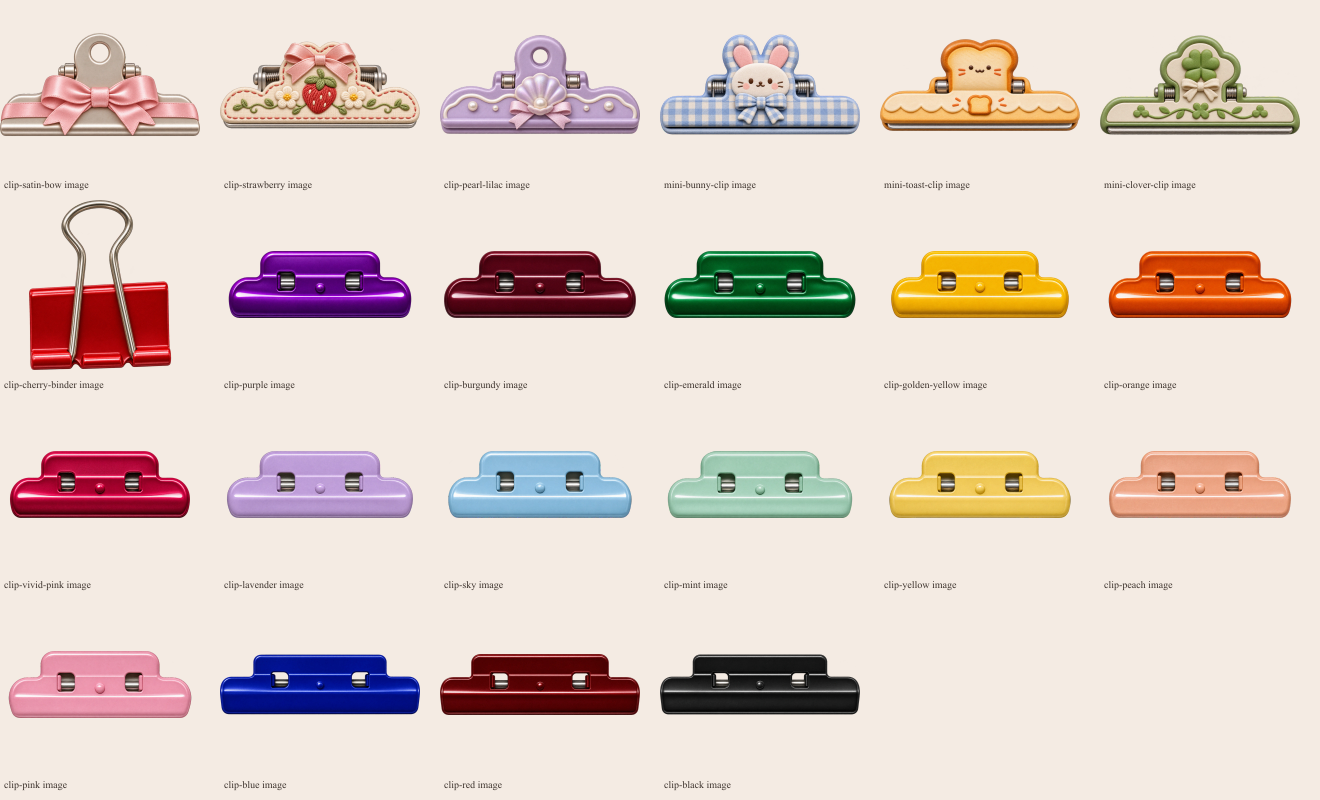 clip-satin-bow image
clip-strawberry image
clip-pearl-lilac image
mini-bunny-clip image
mini-toast-clip image
mini-clover-clip image
clip-cherry-binder image
clip-purple image
clip-burgundy image
clip-emerald image
clip-golden-yellow image
clip-orange image
clip-vivid-pink image
clip-lavender image
clip-sky image
clip-mint image
clip-yellow image
clip-peach image
clip-pink image
clip-blue image
clip-red image
clip-black image